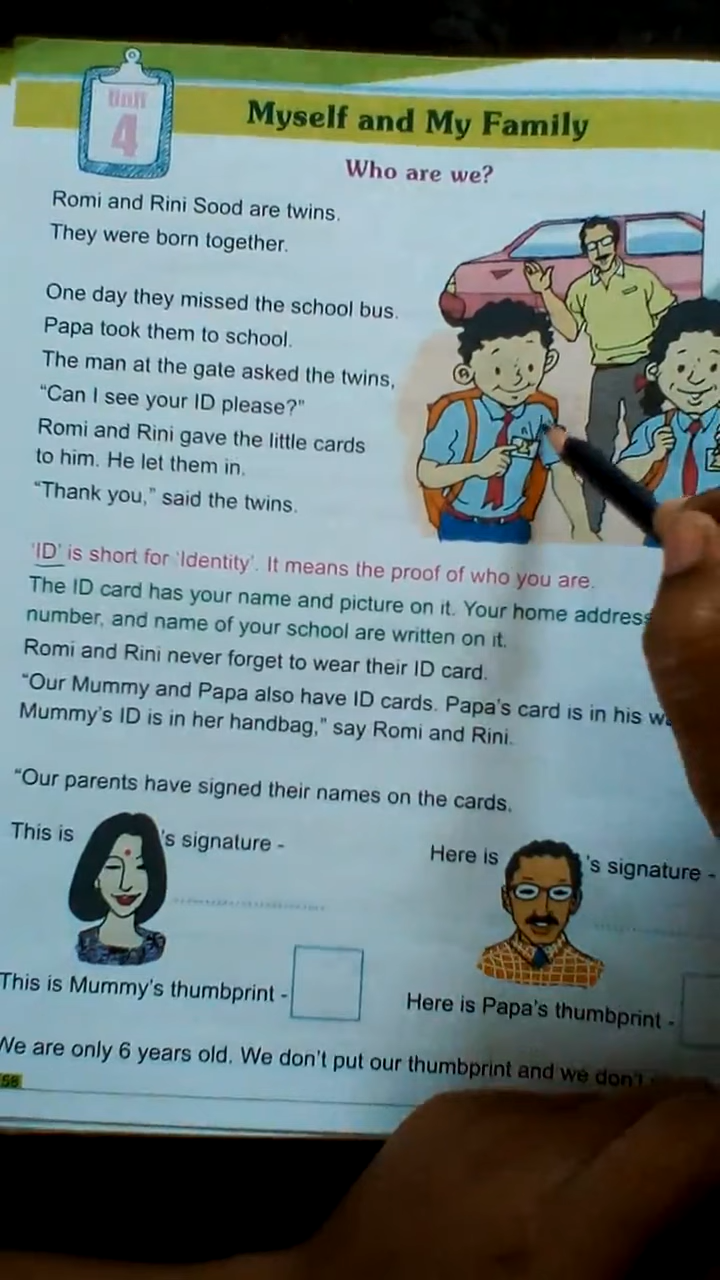 Unit
4
Myself and My Family
Who are we?
Romi and Rini Sood are twins.
They were born together.
One day they missed the school bus.
Papa took them to school.
The man at the gate asked the twins,
“Can I see your ID please?”
Romi and Rini gave the little cards
to him. He let them in.
“Thank you,” said the twins.
‘ID’ is short for ‘Identity’. It means the proof of who you are.
The ID card has your name and picture on it. Your home address
number, and name of your school are written on it.
Romi and Rini never forget to wear their ID card.
“Our Mummy and Papa also have ID cards. Papa's card is in his
Mummy's ID is in her handbag,” say Romi and Rini.
“Our parents have signed their names on the cards.
This is 's signature -
Here is 's signature -
This is Mummy's thumbprint -
Here is Papa's thumbprint -
We are only 6 years old. We don't put our thumbprint and we don't
58